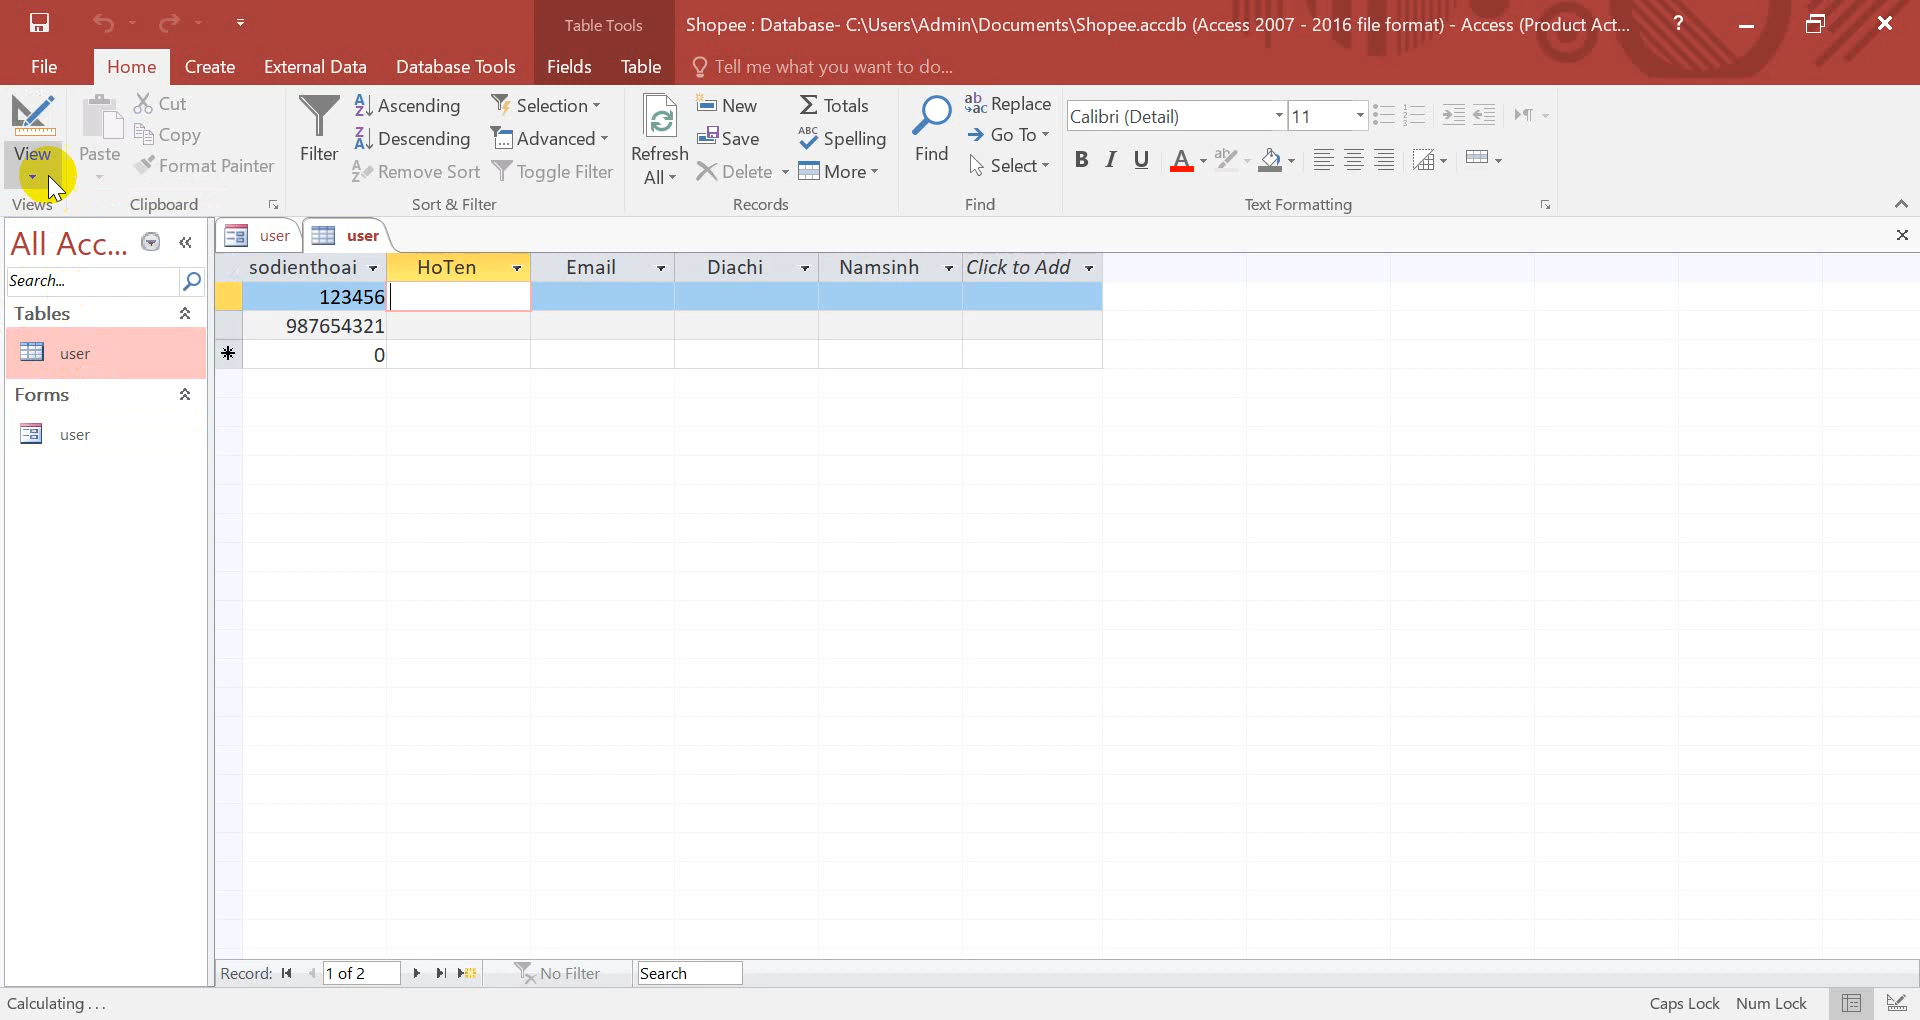 Table Tools
Shopee : Database- C:\Users\Admin\Documents\Shopee.accdb (Access 2007 - 2016 file format) - Access (Product Act...
?
File Home Create External Data Database Tools Fields Table Tell me what you want to do...
View
Views
Paste
Cut
Copy
Format Painter
Clipboard
Filter
Ascending
Descending
Remove Sort
Selection
Advanced
Toggle Filter
Sort & Filter
Refresh
All
New
Save
Delete
Totals
Spelling
More
Records
Find
Replace
Go To
Select
Find
Calibri (Detail) 11
B I U A ab
Text Formatting
All Acc...
Search...
Tables
user
Forms
user
user user
sodienthoai HoTen Email Diachi Namsinh Click to Add
123456
987654321
0
Record: 1 of 2 No Filter Search
Calculating ... Caps Lock Num Lock